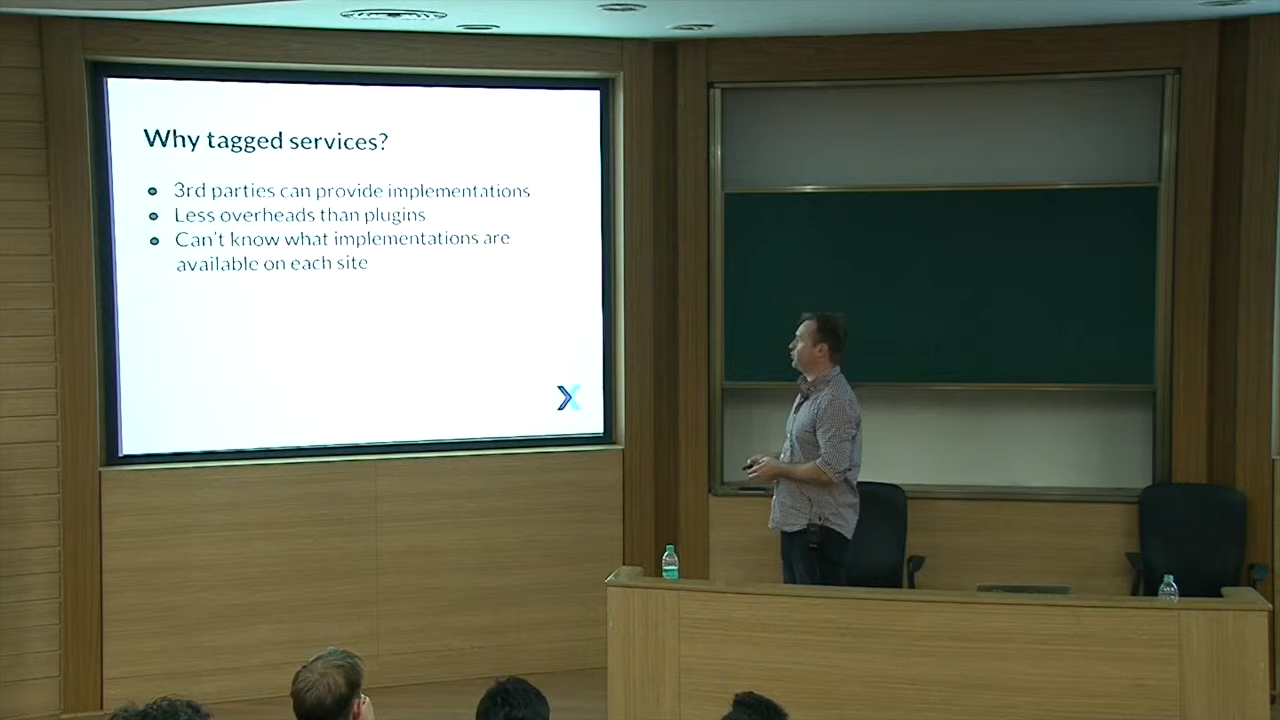 Why tagged services?
3rd parties can provide implementations
Less overheads than plugins
Can't know what implementations are
available on each site